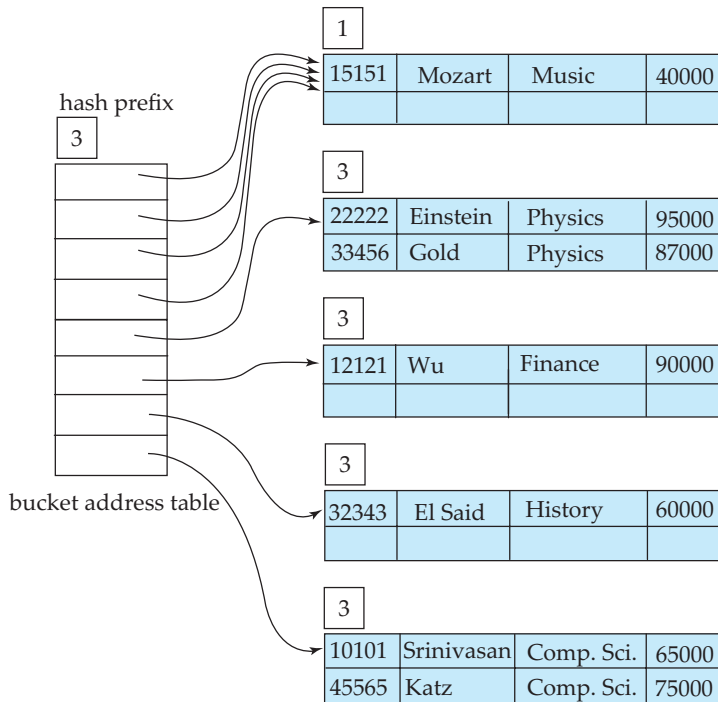 1
15151 Mozart Music 40000
hash prefix
3
3
22222 Einstein Physics 95000
33456 Gold Physics 87000
3
12121 Wu Finance 90000
bucket address table
3
32343 El Said History 60000
3
10101 Srinivasan Comp. Sci. 65000
45565 Katz Comp. Sci. 75000